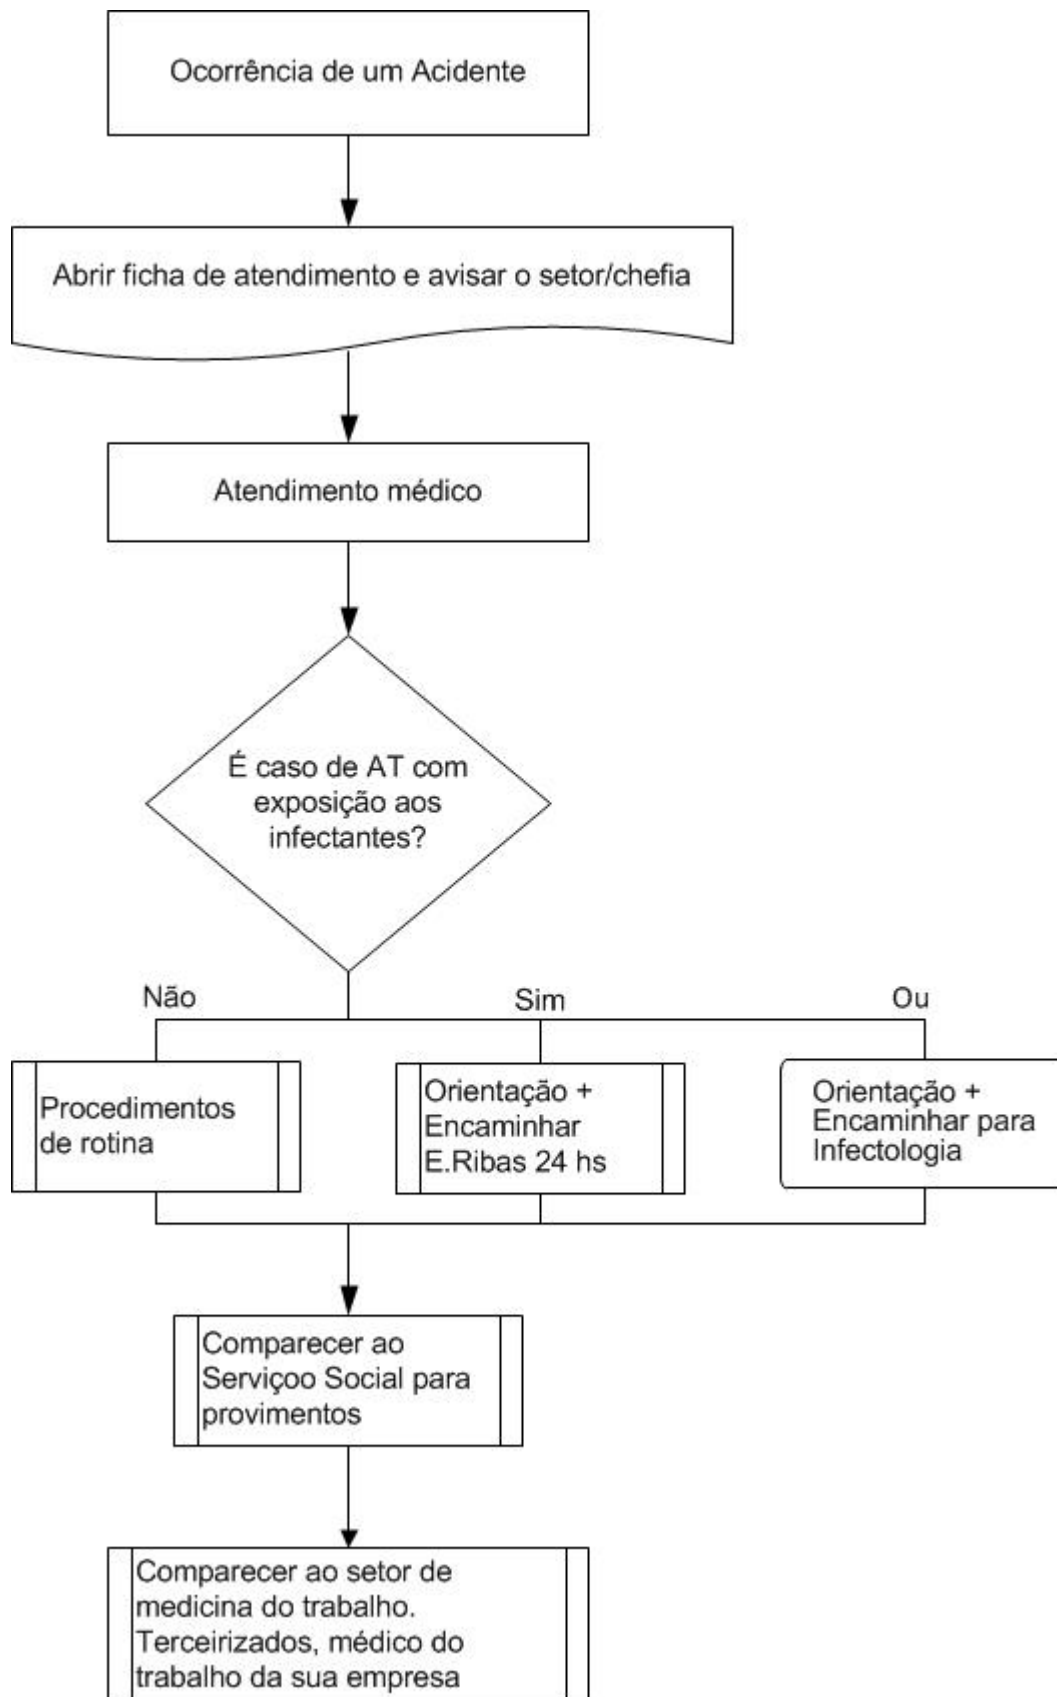 Ocorrência de um Acidente
Abrir ficha de atendimento e avisar o setor/chefia
Atendimento médico
É caso de AT com
exposição aos
infectantes?
Não
Sim
Ou
Procedimentos
de rotina
Orientação +
Encaminhar
E.Ribas 24 hs
Orientação +
Encaminhar para
Infectologia
Comparecer ao
Serviçoo Social para
provimentos
Comparecer ao setor de
medicina do trabalho.
Terceirizados, médico do
trabalho da sua empresa